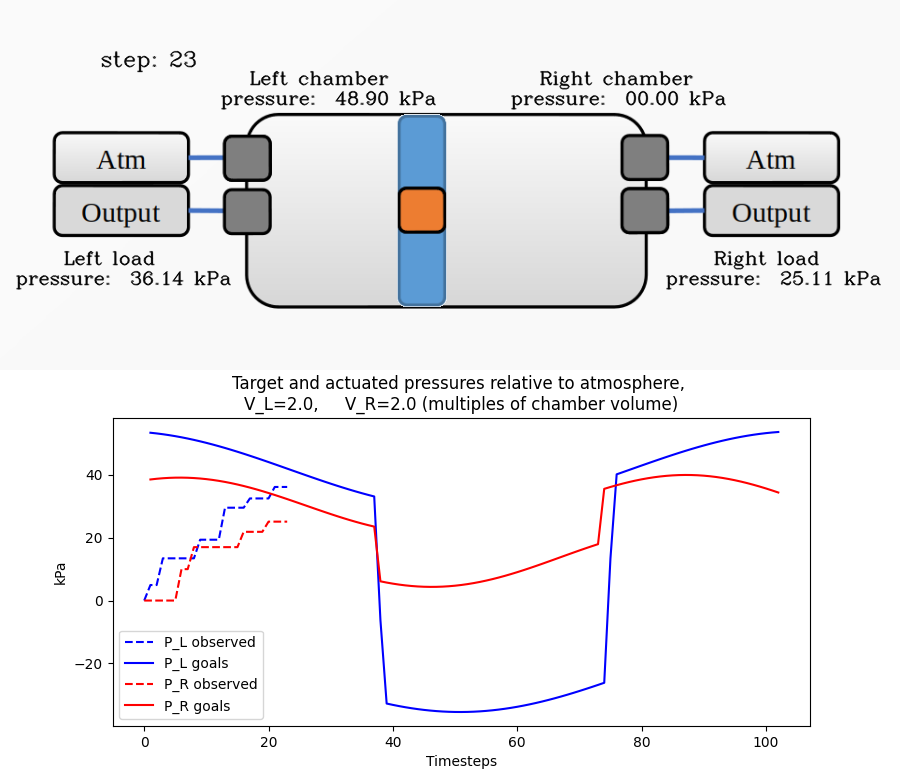 step: 23
Left chamber
pressure: 48.90 kPa
Right chamber
pressure: 00.00 kPa
Atm
Output
Atm
Output
Left load
pressure: 36.14 kPa
Right load
pressure: 25.11 kPa
Target and actuated pressures relative to atmosphere,
V_L=2.0, V_R=2.0 (multiples of chamber volume)
kPa
40
20
0
−20
P_L observed
P_L goals
P_R observed
P_R goals
0 20 40 60 80 100
Timesteps